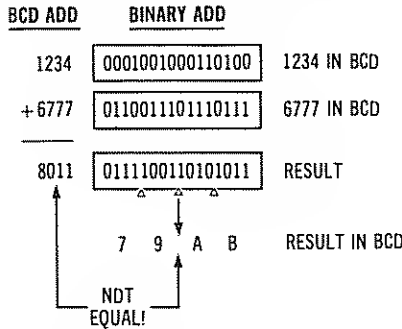 BCD ADD BINARY ADD
1234 0001001000110100 1234 IN BCD
+6777 0110011101110111 6777 IN BCD
8011 0111100110101011 RESULT
7 9 A B RESULT IN BCD
NDT
EQUAL!